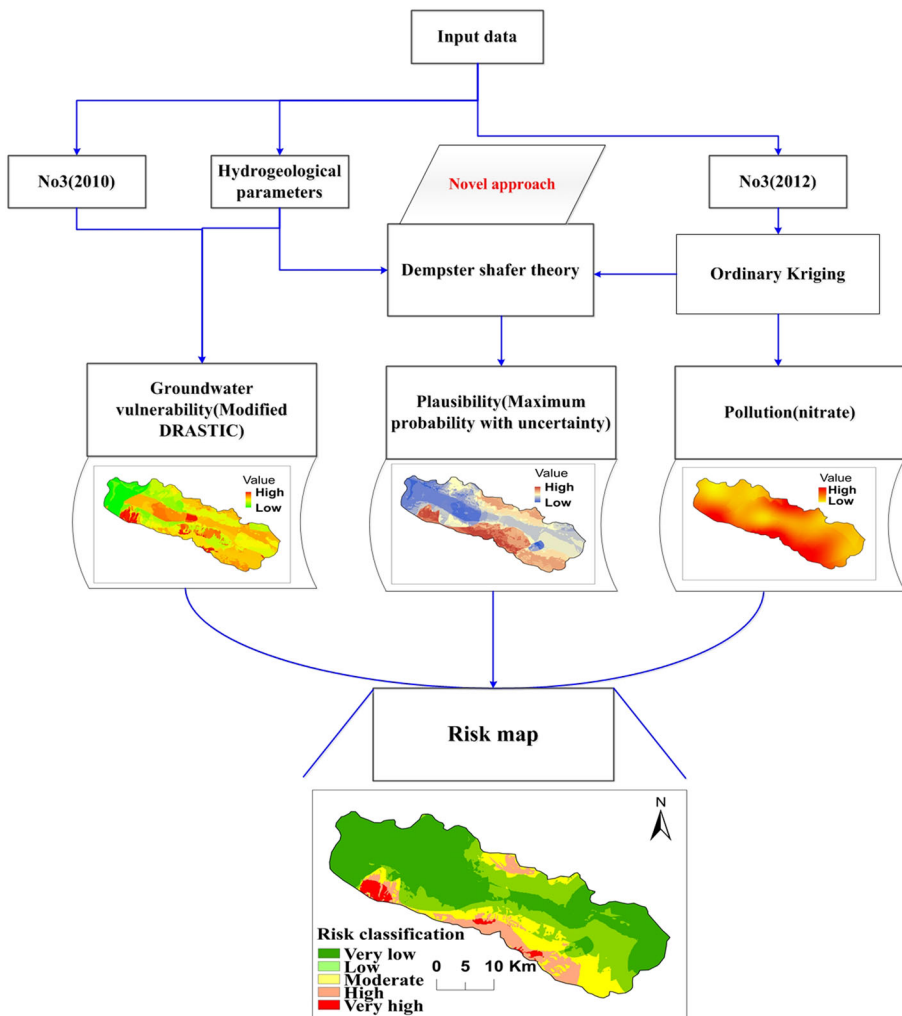 Input data
No3(2010)
Hydrogeological
parameters
Novel approach
No3(2012)
Dempster shafer theory
Ordinary Kriging
Groundwater
vulnerability(Modified
DRASTIC)
Plausibility(Maximum
probability with uncertainty)
Pollution(nitrate)
Value
High
Low
Value
High
Low
Value
High
Low
Risk map
N
Risk classification
Very low
Low
Moderate
High
Very high
0 5 10 Km